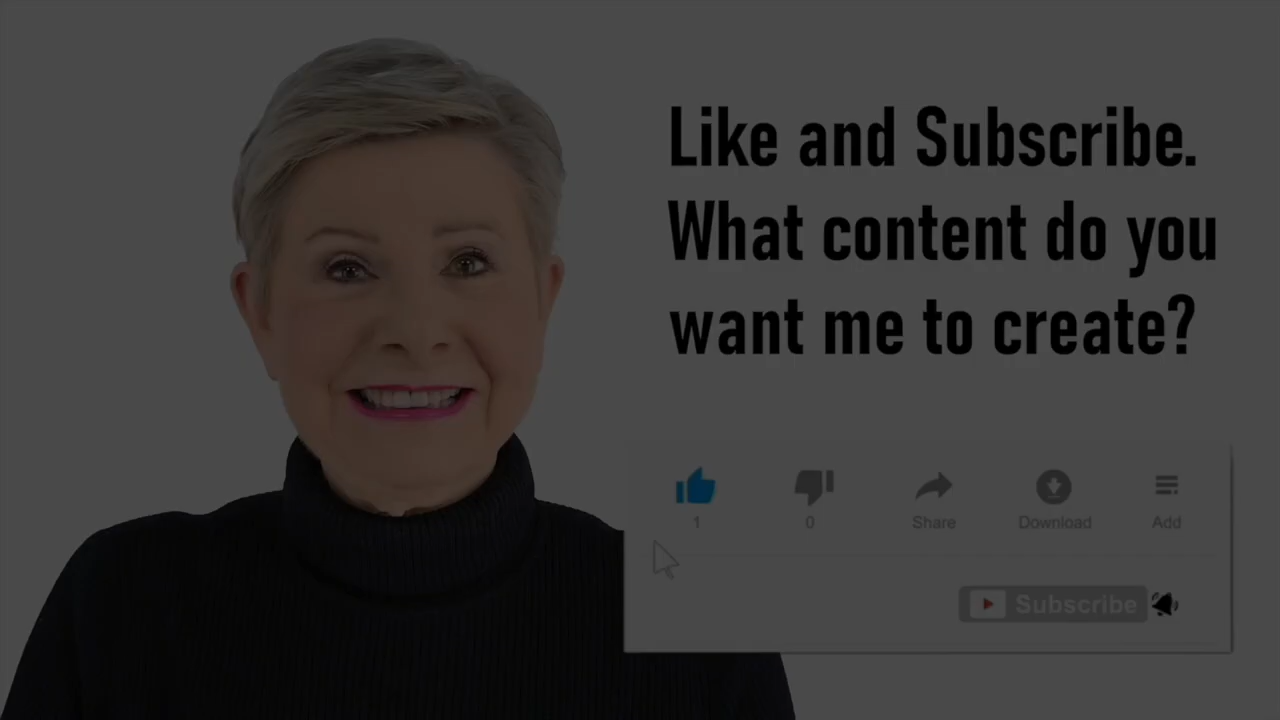 Like and Subscribe.
What content do you
want me to create?
1
0
Share
Download
Add
Subscribe